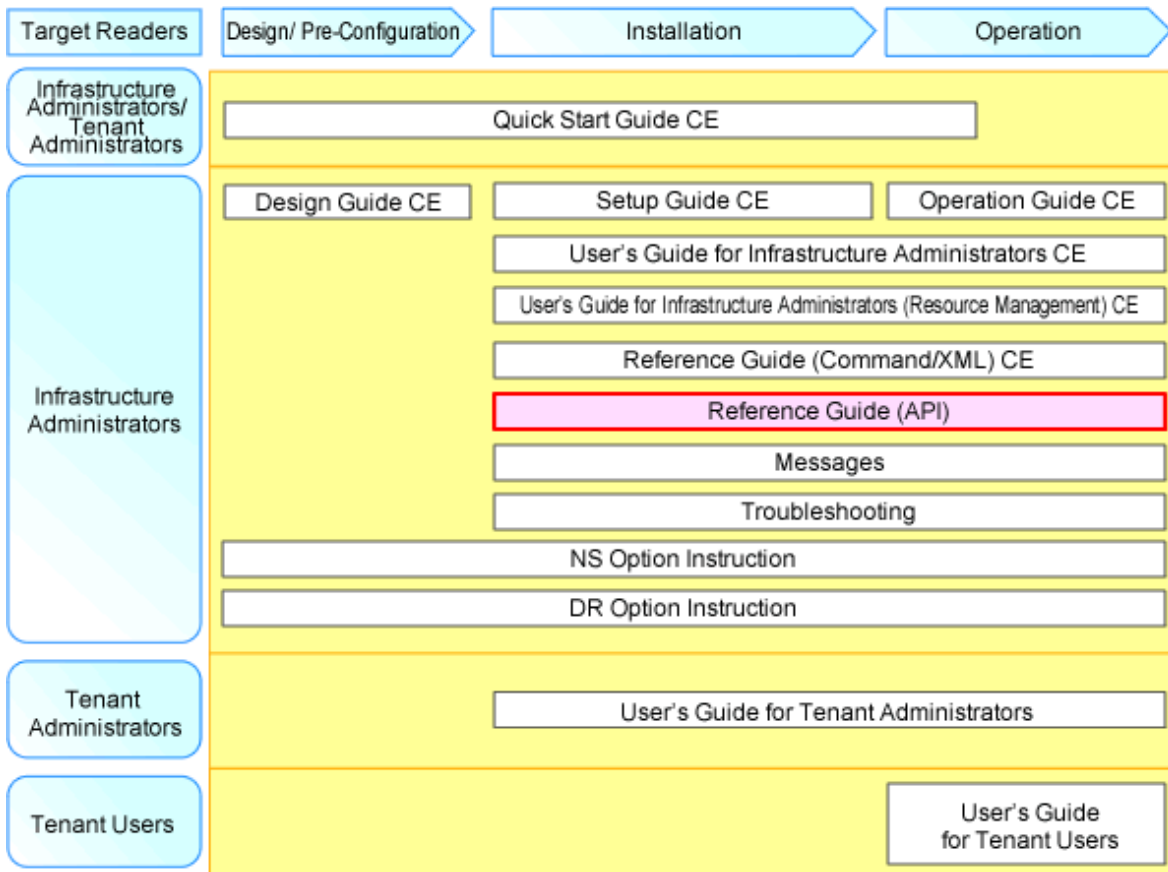 Target Readers
Design/ Pre-Configuration
Installation
Operation
Infrastructure
Administrators/
Tenant
Administrators
Quick Start Guide CE
Design Guide CE
Setup Guide CE
Operation Guide CE
User's Guide for Infrastructure Administrators CE
User's Guide for Infrastructure Administrators (Resource Management) CE
Reference Guide (Command/XML) CE
Infrastructure
Administrators
Reference Guide (API)
Messages
Troubleshooting
NS Option Instruction
DR Option Instruction
Tenant
Administrators
User's Guide for Tenant Administrators
Tenant Users
User's Guide
for Tenant Users